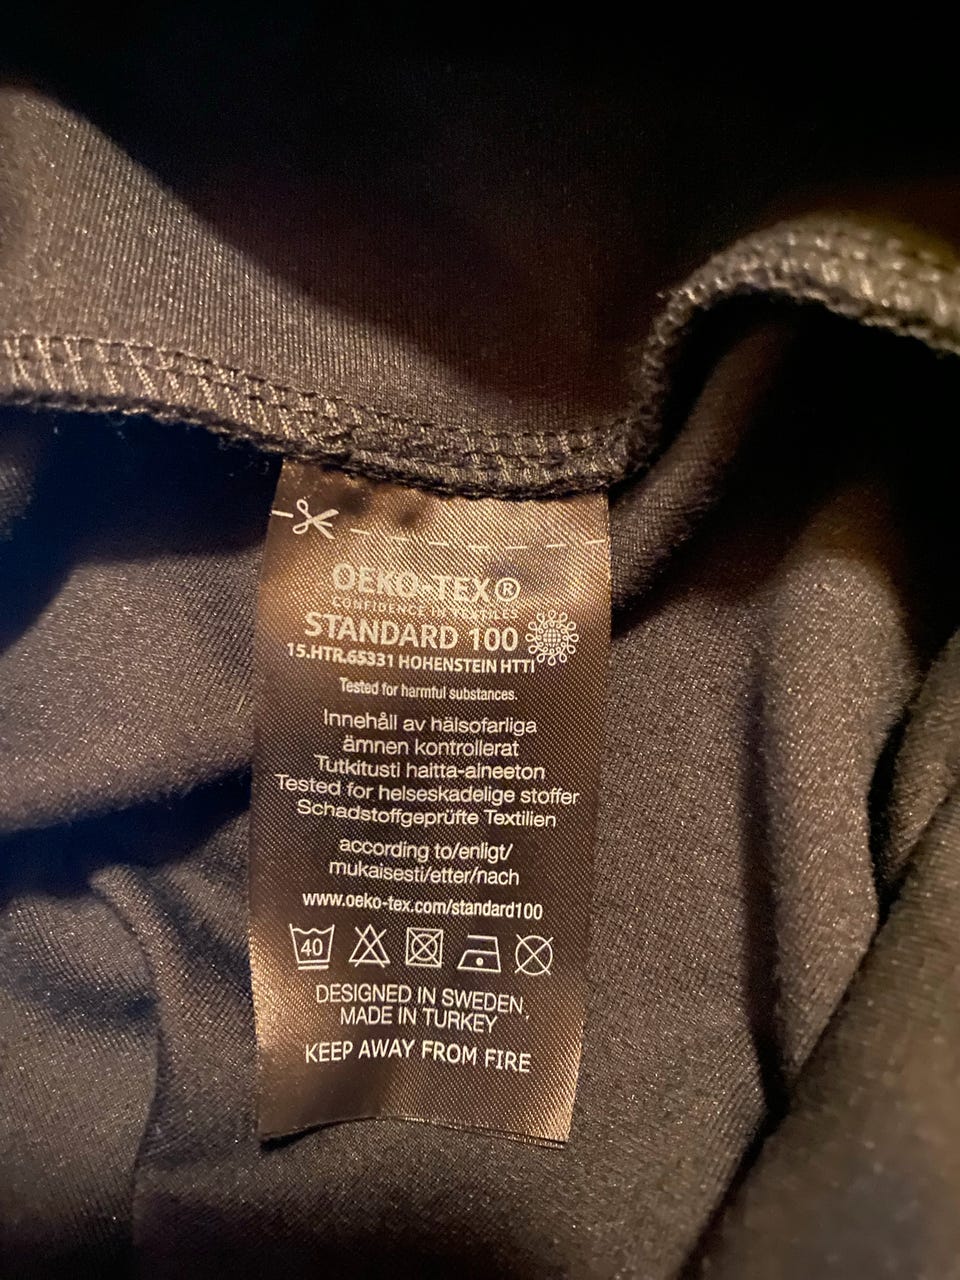 OEKO-TEX®
CONFIDENCE IN TEXTILES
STANDARD 100
15.HTR.65331 HOHENSTEIN HTTI
Tested for harmful substances.
Innehåll av hälsofarliga
ämnen kontrollerat
Tutkitusti haitta-aineeton
Tested for helseskadelige stoffer
Schadstoffgeprüfte Textilien
according to/enligt/
mukaisesti/etter/nach
www.oeko-tex.com/standard100
40
DESIGNED IN SWEDEN,
MADE IN TURKEY
KEEP AWAY FROM FIRE